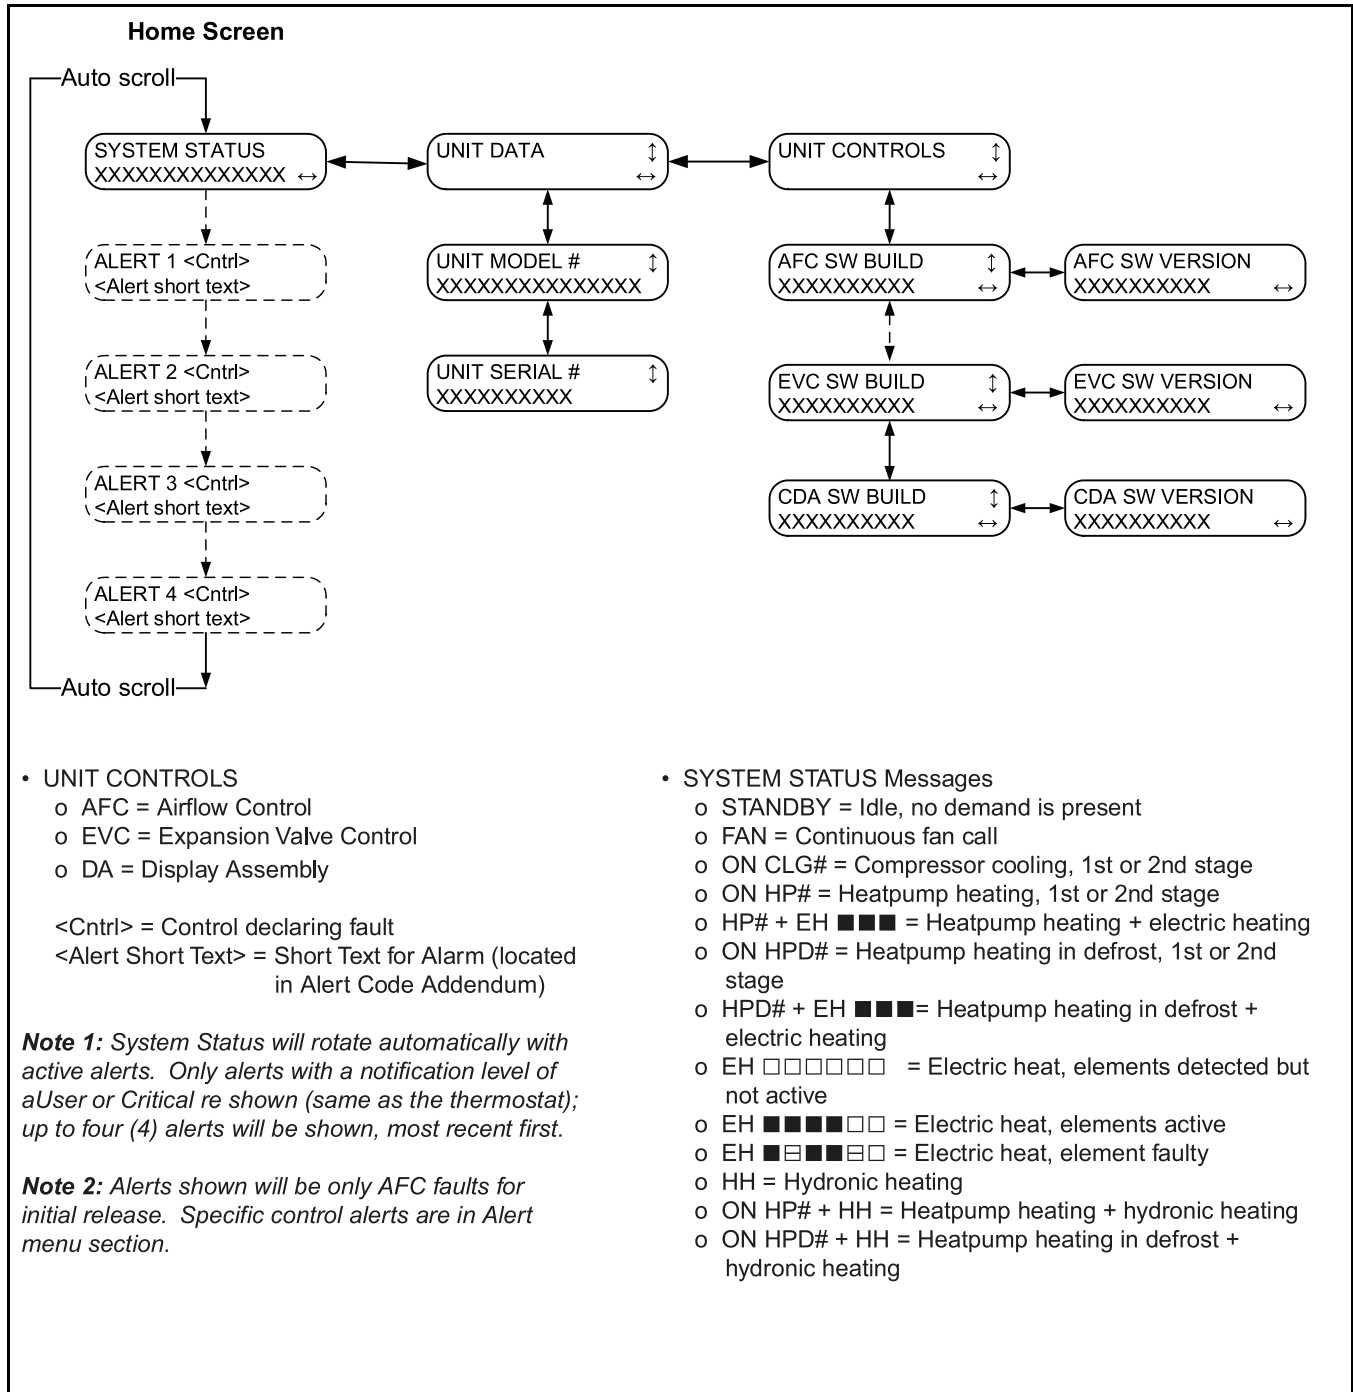 Home Screen
Auto scroll
SYSTEM STATUS
XXXXXXXXXXXXXX ↔
ALERT 1 <Cntrl>
<Alert short text>
ALERT 2 <Cntrl>
<Alert short text>
ALERT 3 <Cntrl>
<Alert short text>
ALERT 4 <Cntrl>
<Alert short text>
Auto scroll
UNIT DATA ↕
↔
UNIT MODEL # ↕
XXXXXXXXXXXXXXX
UNIT SERIAL # ↕
XXXXXXXXXX
UNIT CONTROLS ↕
↔
AFC SW BUILD ↕
XXXXXXXXXX ↔
AFC SW VERSION
XXXXXXXXXX ↔
EVC SW BUILD ↕
XXXXXXXXXX ↔
EVC SW VERSION
XXXXXXXXXX ↔
CDA SW BUILD ↕
XXXXXXXXXX ↔
CDA SW VERSION
XXXXXXXXXX ↔
• UNIT CONTROLS
o AFC = Airflow Control
o EVC = Expansion Valve Control
o DA = Display Assembly
<Cntrl> = Control declaring fault
<Alert Short Text> = Short Text for Alarm (located
in Alert Code Addendum)
Note 1: System Status will rotate automatically with
active alerts. Only alerts with a notification level of
aUser or Critical re shown (same as the thermostat);
up to four (4) alerts will be shown, most recent first.
Note 2: Alerts shown will be only AFC faults for
initial release. Specific control alerts are in Alert
menu section.
• SYSTEM STATUS Messages
o STANDBY = Idle, no demand is present
o FAN = Continuous fan call
o ON CLG# = Compressor cooling, 1st or 2nd stage
o ON HP# = Heatpump heating, 1st or 2nd stage
o HP# + EH ■■■ = Heatpump heating + electric heating
o ON HPD# = Heatpump heating in defrost, 1st or 2nd
stage
o HPD# + EH ■■■= Heatpump heating in defrost +
electric heating
o EH □□□□□□ = Electric heat, elements detected but
not active
o EH ■■■■□□ = Electric heat, elements active
o EH ■⊟■■⊟□ = Electric heat, element faulty
o HH = Hydronic heating
o ON HP# + HH = Heatpump heating + hydronic heating
o ON HPD# + HH = Heatpump heating in defrost +
hydronic heating